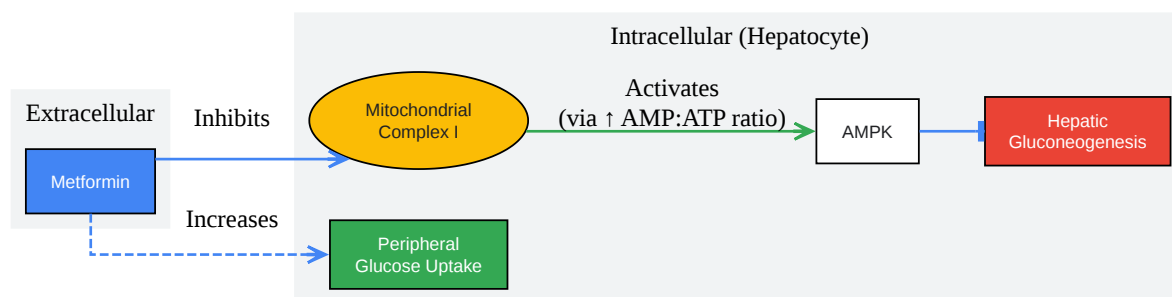 Intracellular (Hepatocyte)
Extracellular
Inhibits
Metformin
Mitochondrial
Complex I
Activates
(via ↑ AMP:ATP ratio)
AMPK
Hepatic
Gluconeogenesis
Increases
Peripheral
Glucose Uptake